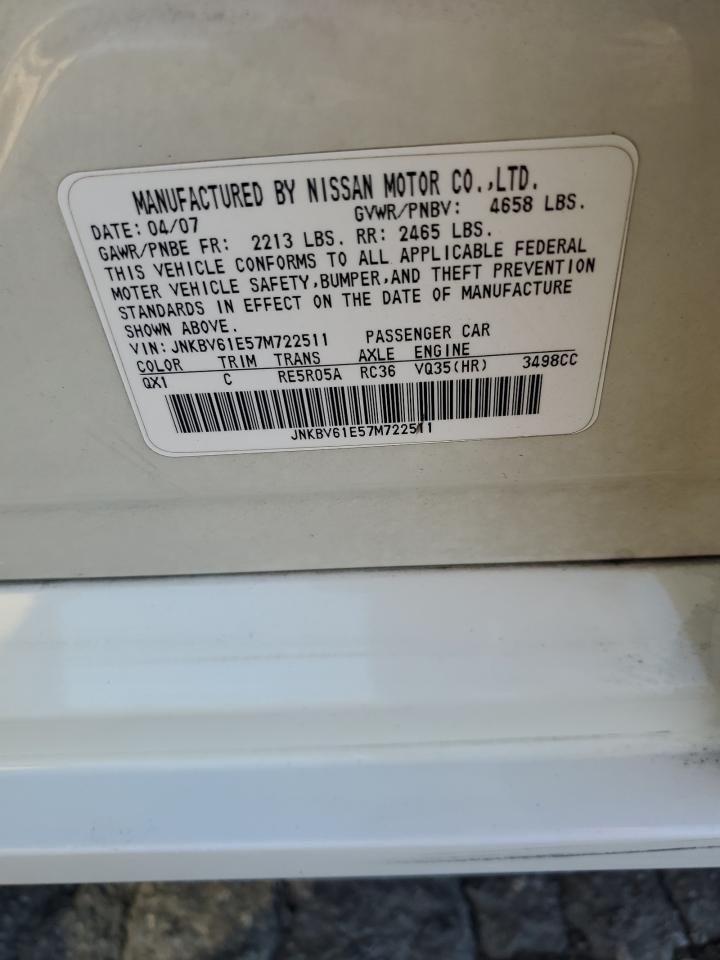 MANUFACTURED BY NISSAN MOTOR CO.,LTD.
DATE: 04/07 GVWR/PNBV: 4658 LBS.
GAWR/PNBE FR: 2213 LBS. RR: 2465 LBS.
THIS VEHICLE CONFORMS TO ALL APPLICABLE FEDERAL
MOTER VEHICLE SAFETY,BUMPER,AND THEFT PREVENTION
STANDARDS IN EFFECT ON THE DATE OF MANUFACTURE
SHOWN ABOVE.
VIN: JNKBV61E57M722511 PASSENGER CAR
COLOR TRIM TRANS AXLE ENGINE
QX1 C RE5R05A RC36 VQ35(HR) 3498CC
JNKBV61E57M722511